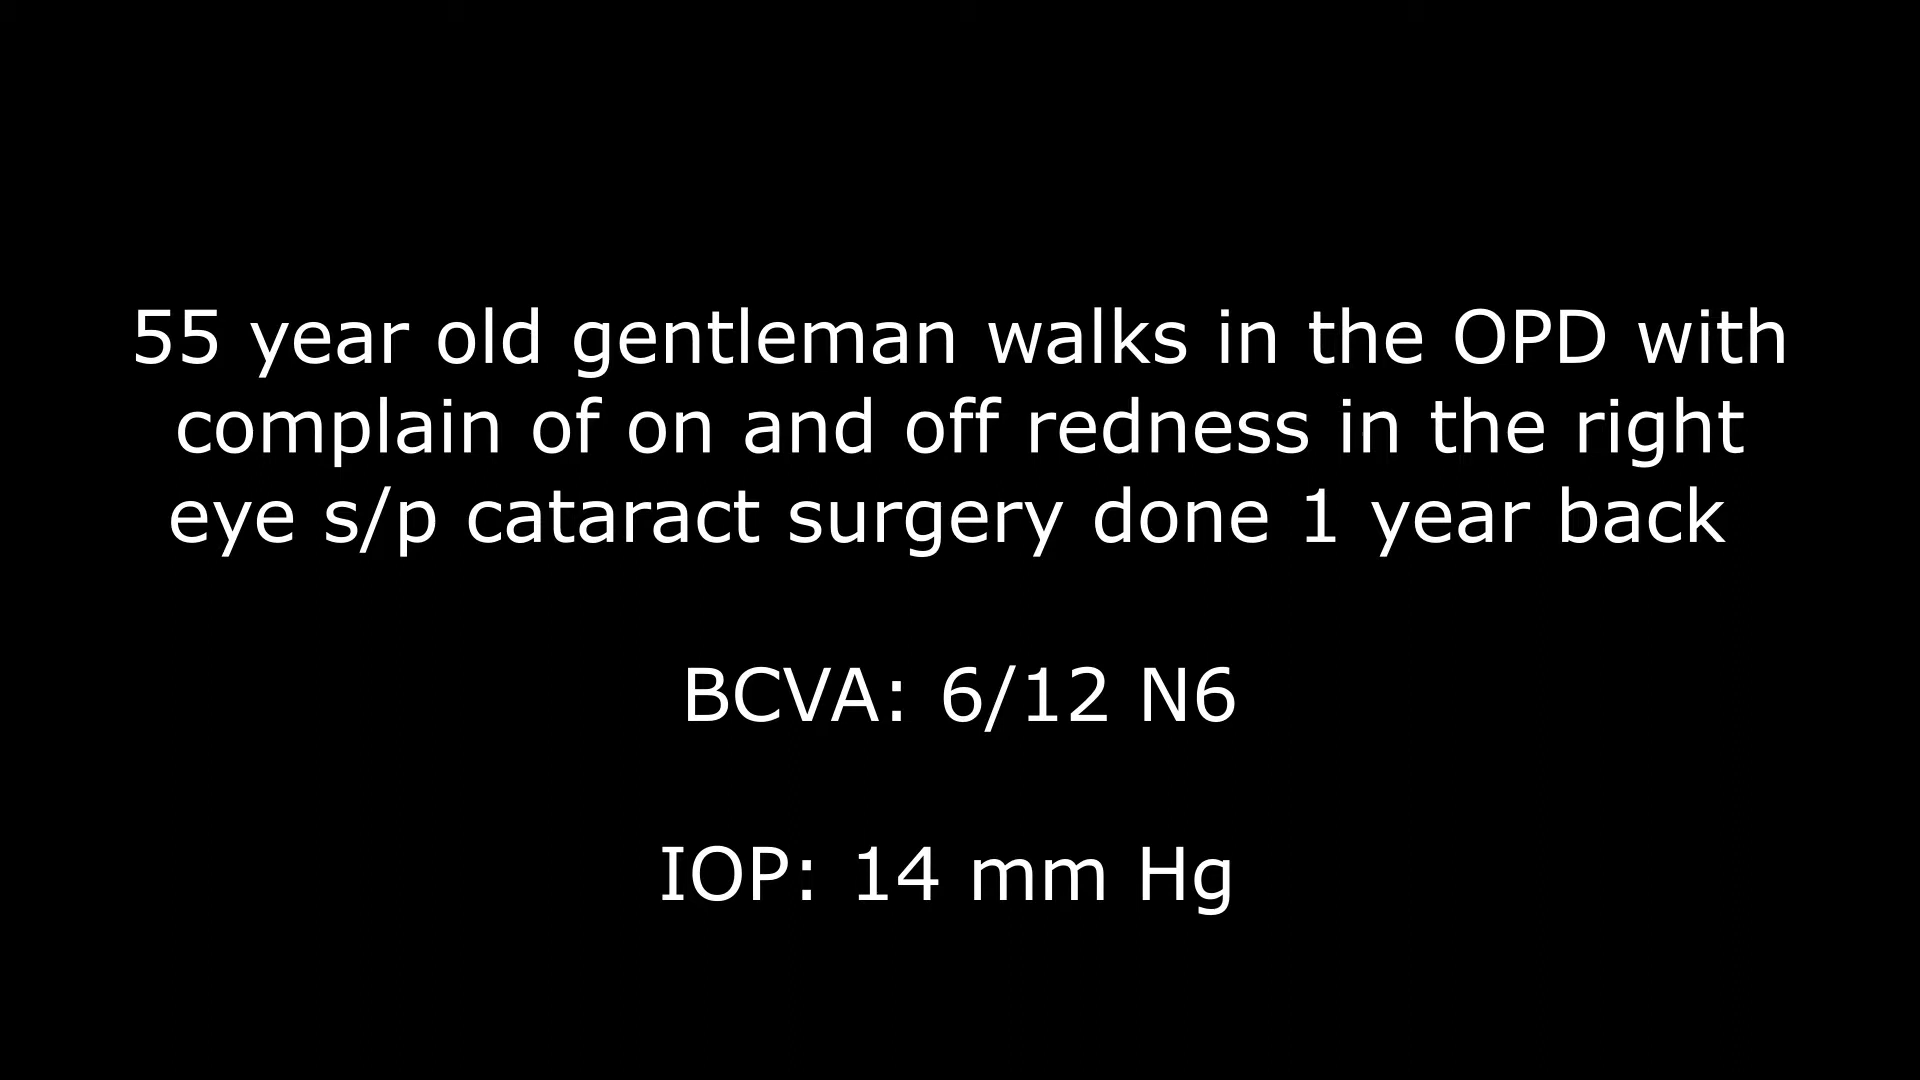 55 year old gentleman walks in the OPD with
complain of on and off redness in the right
eye s/p cataract surgery done 1 year back
BCVA: 6/12 N6
IOP: 14 mm Hg